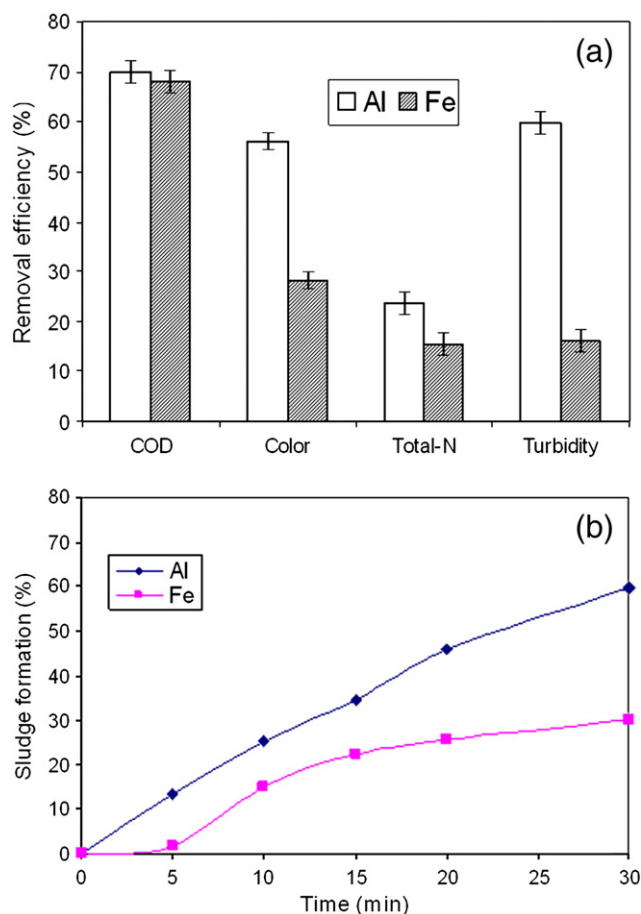 (a)
Removal efficiency (%)
80
70
60
50
40
30
20
10
0
Al
Fe
COD Color Total-N Turbidity
(b)
Sludge formation (%)
80
70
60
50
40
30
20
10
0
Al
Fe
0 5 10 15 20 25 30
Time (min)